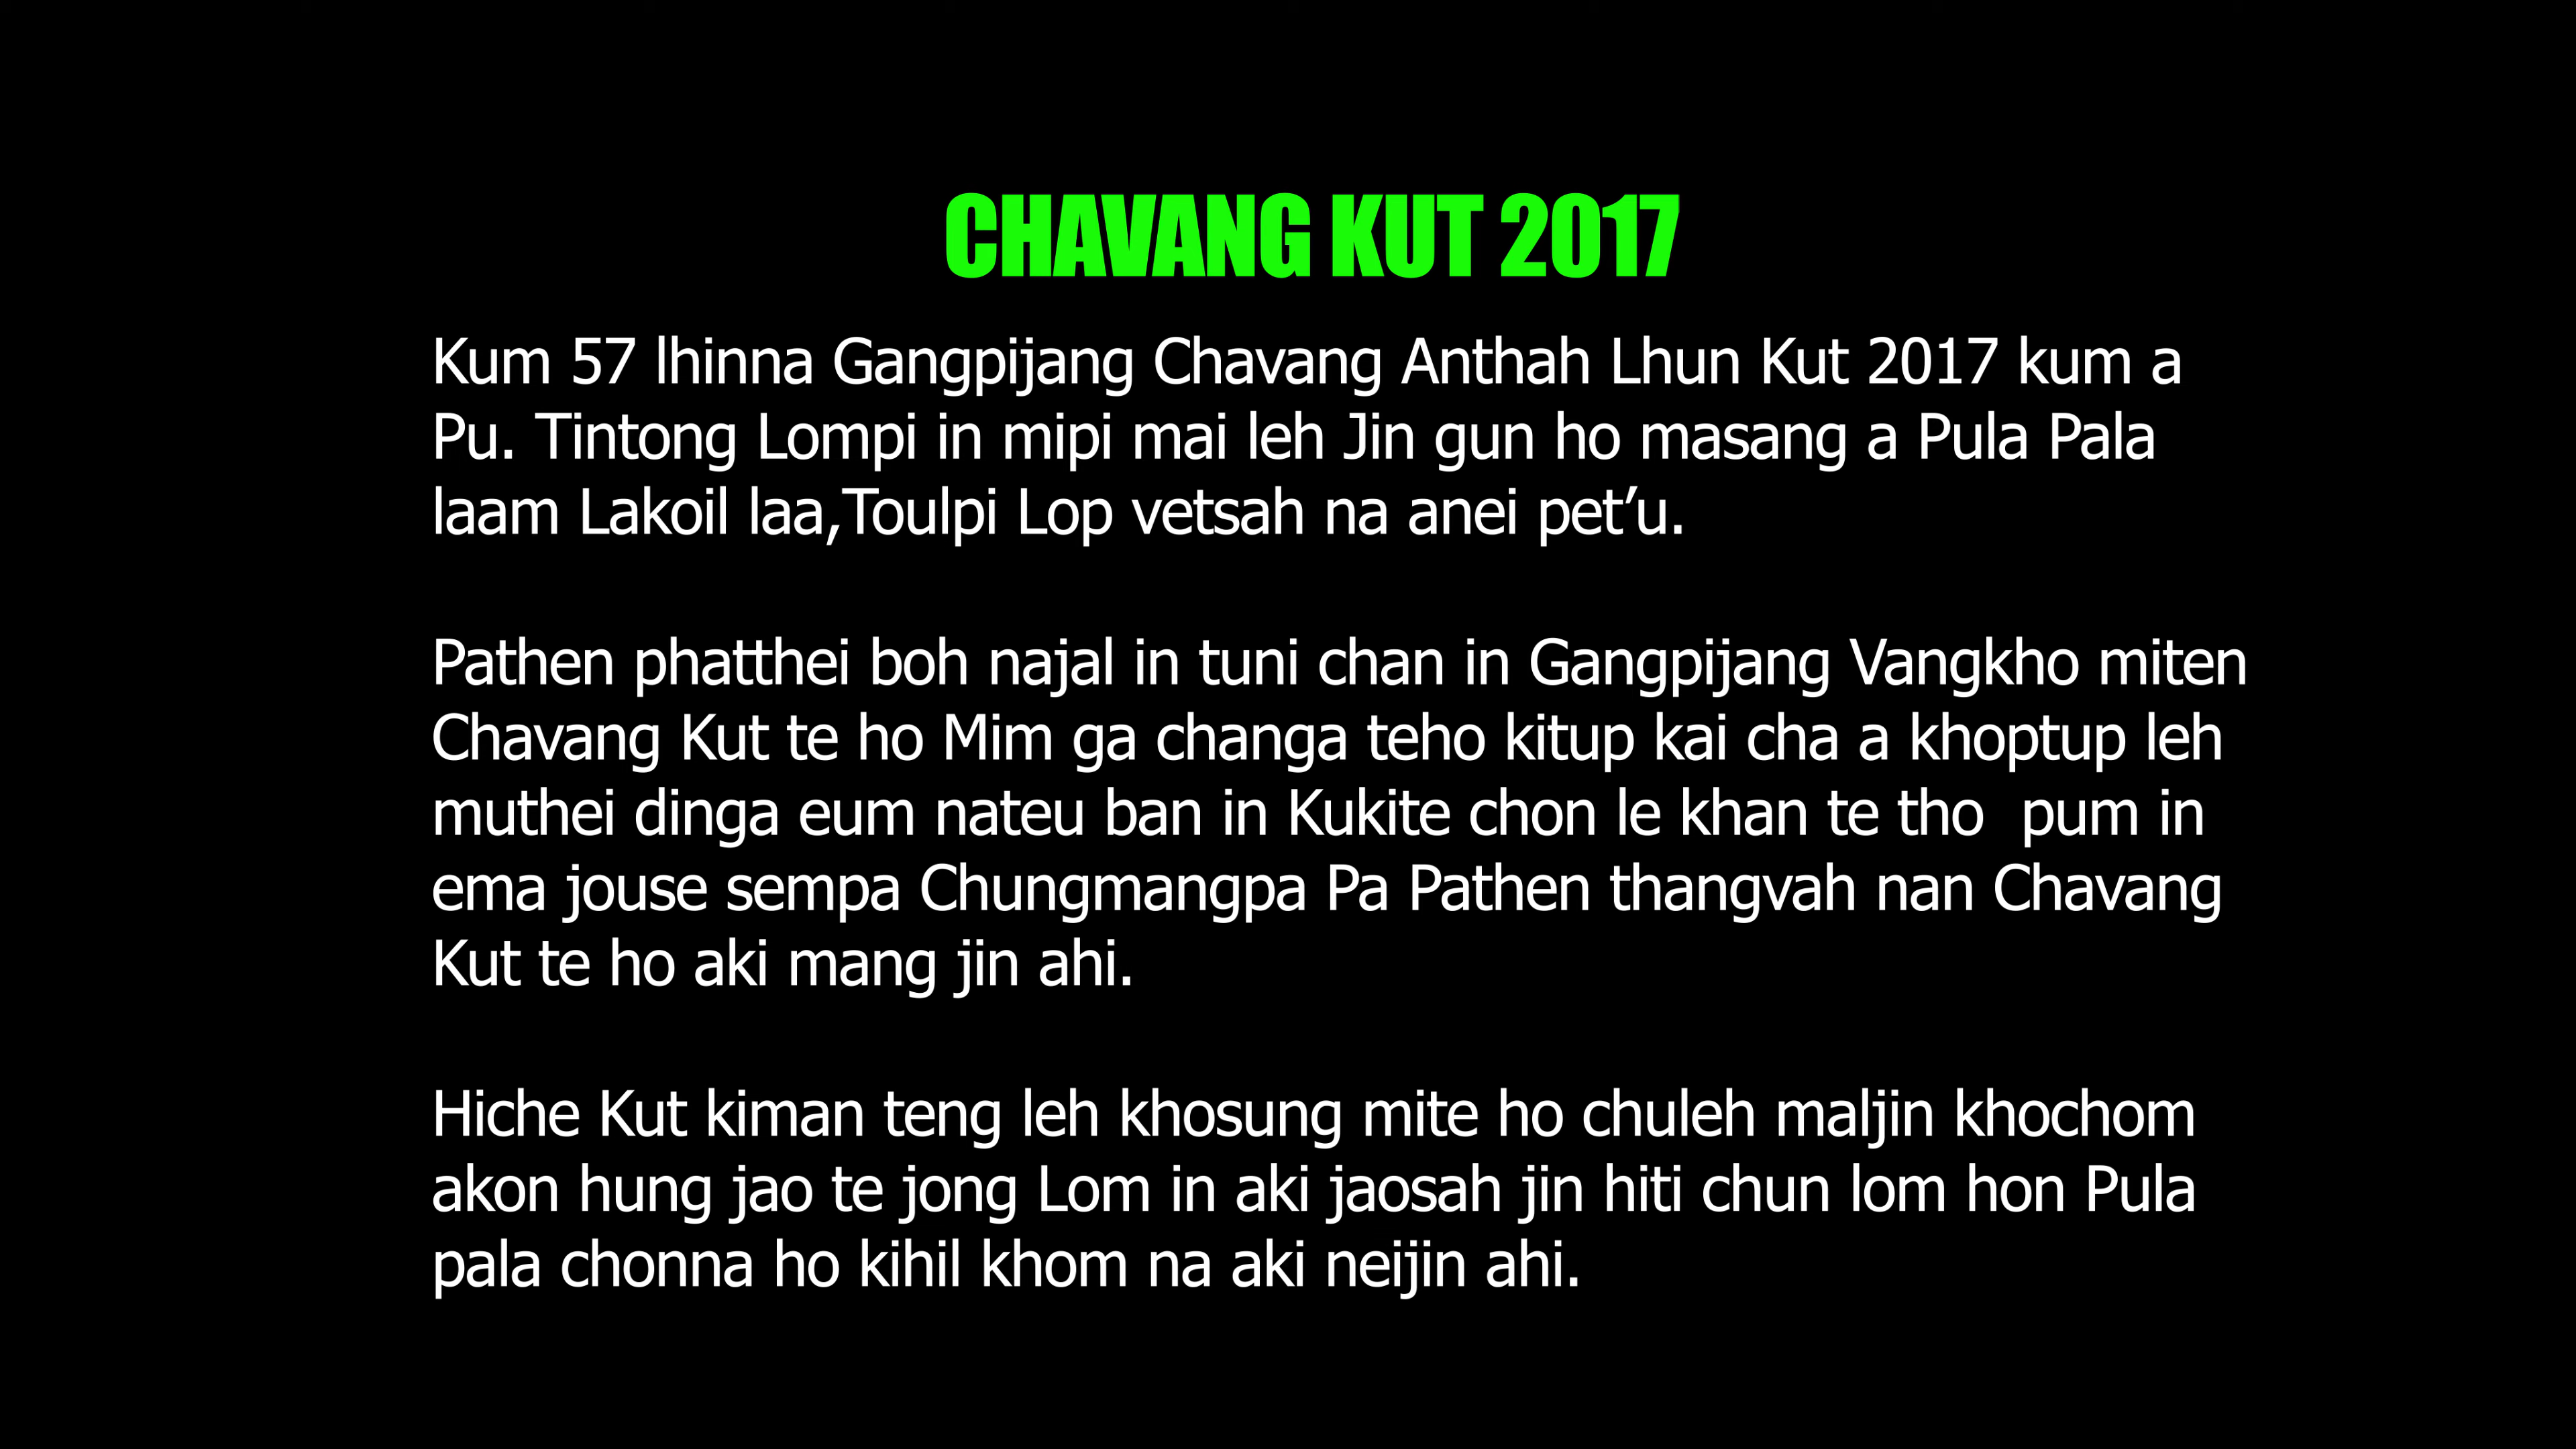 CHAVANG KUT 2017
Kum 57 lhinna Gangpijang Chavang Anthah Lhun Kut 2017 kum a
Pu. Tintong Lompi in mipi mai leh Jin gun ho masang a Pula Pala
laam Lakoil laa,Toulpi Lop vetsah na anei pet’u.
Pathen phatthei boh najal in tuni chan in Gangpijang Vangkho miten
Chavang Kut te ho Mim ga changa teho kitup kai cha a khoptup leh
muthei dinga eum nateu ban in Kukite chon le khan te tho  pum in
ema jouse sempa Chungmangpa Pa Pathen thangvah nan Chavang
Kut te ho aki mang jin ahi.
Hiche Kut kiman teng leh khosung mite ho chuleh maljin khochom
akon hung jao te jong Lom in aki jaosah jin hiti chun lom hon Pula
pala chonna ho kihil khom na aki neijin ahi.